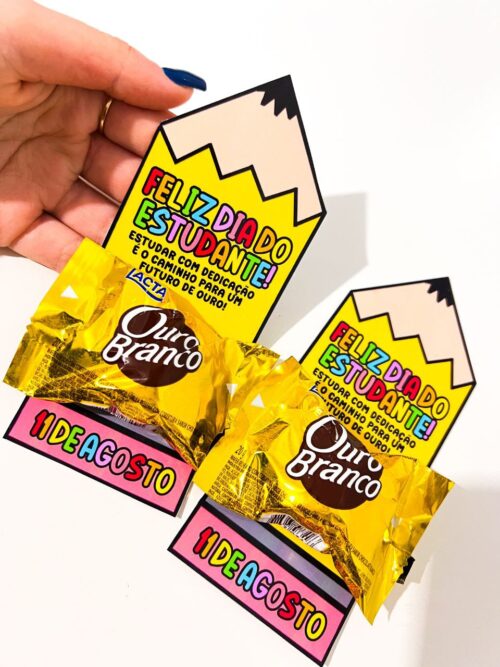 FELIZ DIA DO
ESTUDANTE!
ESTUDAR COM DEDICAÇÃO
É O CAMINHO PARA UM
FUTURO DE OURO!
LACTA
Ouro
Branco
11 DE AGOSTO
FELIZ DIA DO
ESTUDANTE!
ESTUDAR COM DEDICAÇÃO
É O CAMINHO PARA UM
FUTURO DE OURO!
Ouro
Branco
11 DE AGOSTO